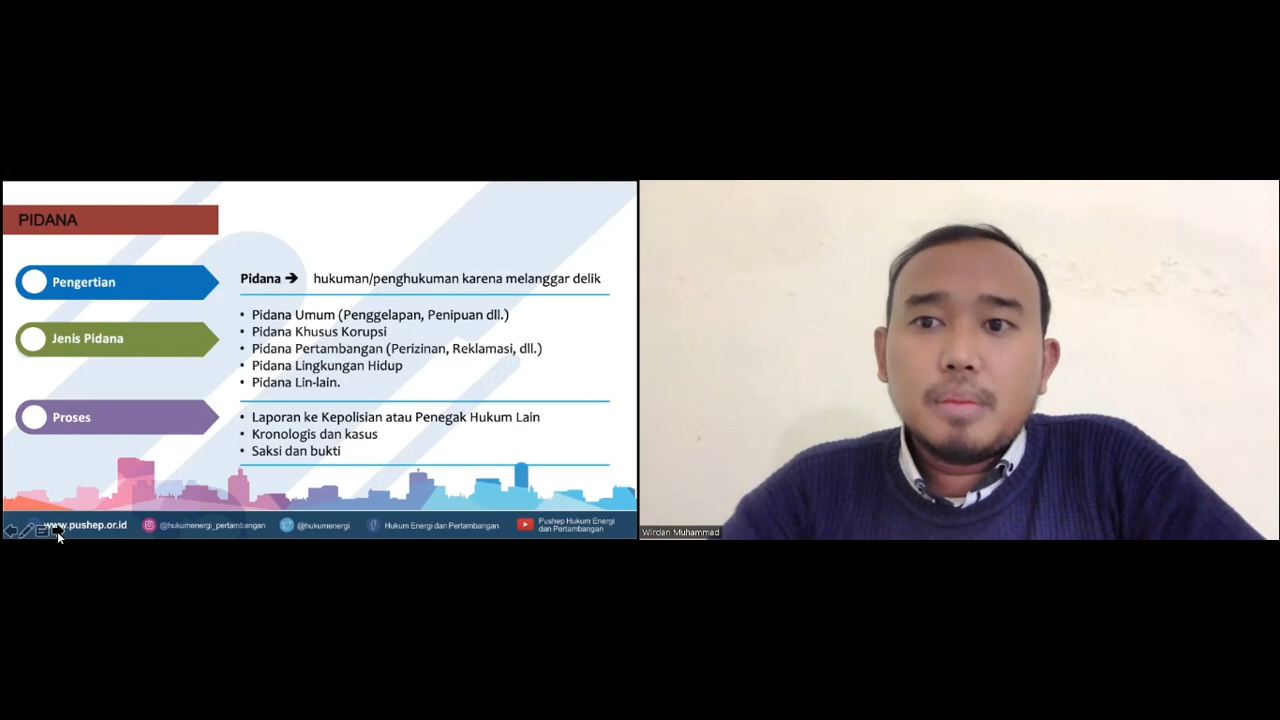 PIDANA
Pengertian
Pidana ➔ hukuman/penghukuman karena melanggar delik
Jenis Pidana
• Pidana Umum (Penggelapan, Penipuan dll.)
• Pidana Khusus Korupsi
• Pidana Pertambangan (Perizinan, Reklamasi, dll.)
• Pidana Lingkungan Hidup
• Pidana Lin-lain.
Proses
• Laporan ke Kepolisian atau Penegak Hukum Lain
• Kronologis dan kasus
• Saksi dan bukti
www.pushep.or.id
@hukumenergi_pertambangan
@hukumenergi
Hukum Energi dan Pertambangan
Pushep Hukum Energi
dan Pertambangan
Wirdan Muhammad